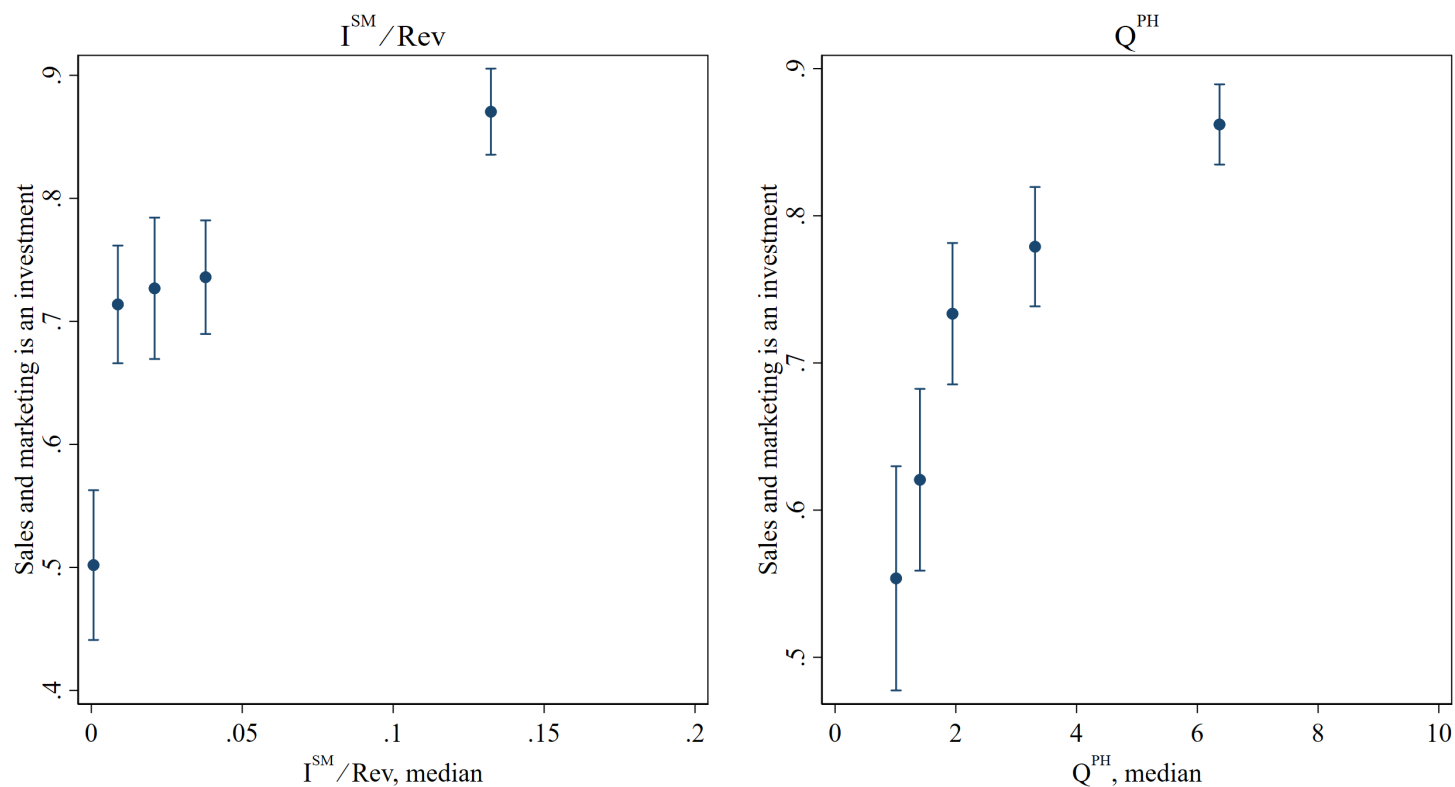 I^SM / Rev
Sales and marketing is an investment
.9
.8
.7
.6
.5
.4
0 .05 .1 .15 .2
I^SM / Rev, median
Q^PH
Sales and marketing is an investment
.9
.8
.7
.6
.5
0 2 4 6 8 10
Q^PH, median